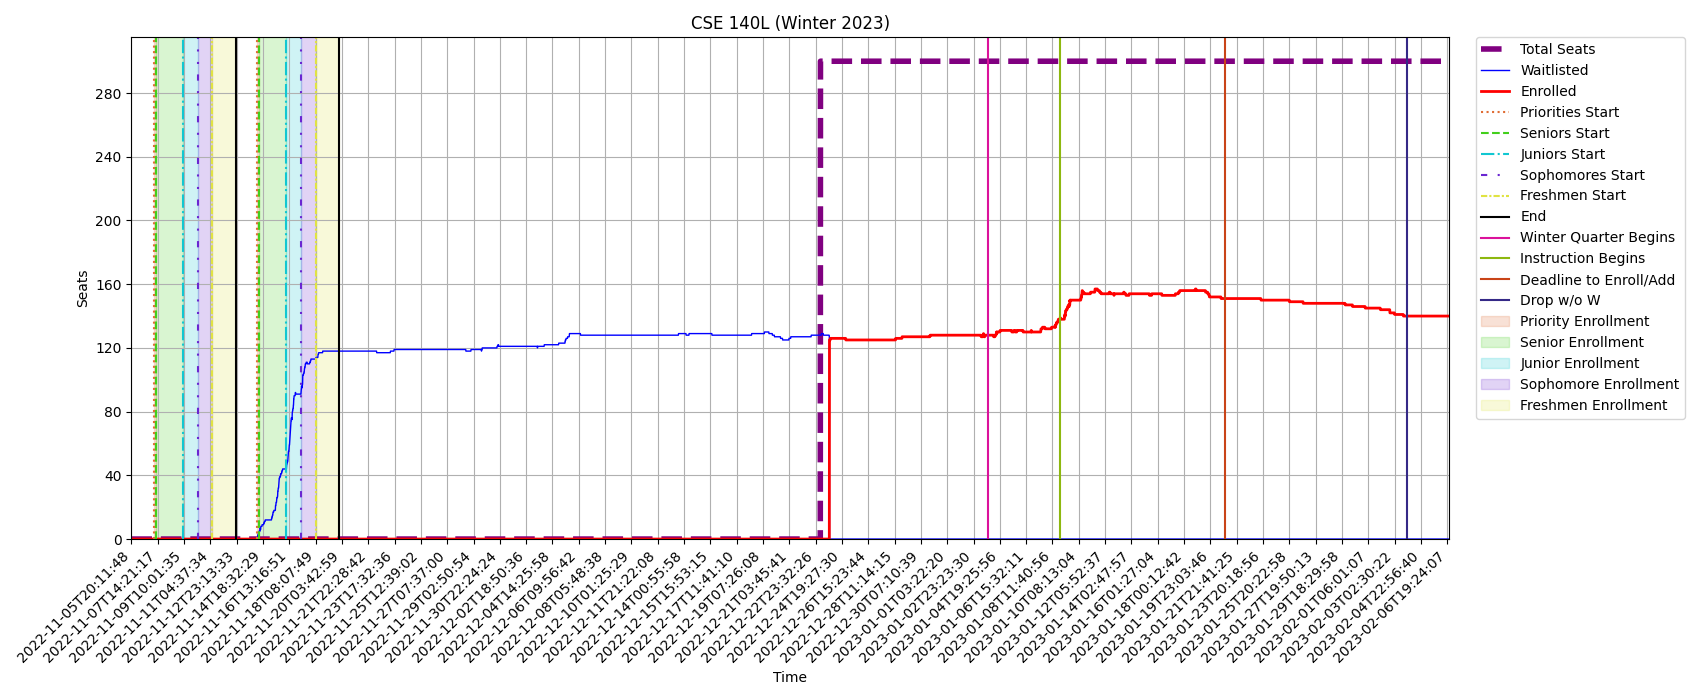 CSE 140L (Winter 2023)
Seats
280
240
200
160
120
80
40
0
2022-11-05T20:11:48
2022-11-07T14:21:17
2022-11-09T10:01:35
2022-11-11T04:37:34
2022-11-12T23:13:33
2022-11-14T18:32:29
2022-11-16T13:16:51
2022-11-18T08:07:49
2022-11-20T03:42:59
2022-11-21T22:28:42
2022-11-23T17:32:36
2022-11-25T12:39:02
2022-11-27T07:37:00
2022-11-29T02:50:54
2022-11-30T22:24:24
2022-12-02T18:50:36
2022-12-04T14:25:58
2022-12-06T09:56:42
2022-12-08T05:48:38
2022-12-10T01:25:29
2022-12-11T21:22:08
2022-12-14T00:55:58
2022-12-15T15:53:15
2022-12-17T11:41:10
2022-12-19T07:26:08
2022-12-21T03:45:41
2022-12-22T23:32:26
2022-12-24T19:27:30
2022-12-26T15:23:44
2022-12-28T11:14:15
2022-12-30T07:10:39
2023-01-01T03:22:20
2023-01-02T23:23:30
2023-01-04T19:25:56
2023-01-06T15:32:11
2023-01-08T11:40:56
2023-01-10T08:13:04
2023-01-12T05:52:37
2023-01-14T02:47:57
2023-01-16T01:27:04
2023-01-18T00:12:42
2023-01-19T23:03:46
2023-01-21T21:41:25
2023-01-23T20:18:56
2023-01-25T20:22:58
2023-01-27T19:50:13
2023-01-29T18:29:58
2023-02-01T06:01:07
2023-02-03T02:30:22
2023-02-04T22:56:40
2023-02-06T19:24:07
Time
Total Seats
Waitlisted
Enrolled
Priorities Start
Seniors Start
Juniors Start
Sophomores Start
Freshmen Start
End
Winter Quarter Begins
Instruction Begins
Deadline to Enroll/Add
Drop w/o W
Priority Enrollment
Senior Enrollment
Junior Enrollment
Sophomore Enrollment
Freshmen Enrollment